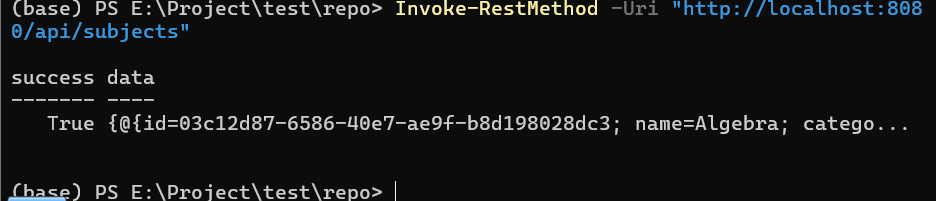 (base) PS E:\Project\test\repo> Invoke-RestMethod -Uri "http://localhost:808
0/api/subjects"
success data
------- ----
True {@{id=03c12d87-6586-40e7-ae9f-b8d198028dc3; name=Algebra; catego...
(base) PS E:\Project\test\repo>